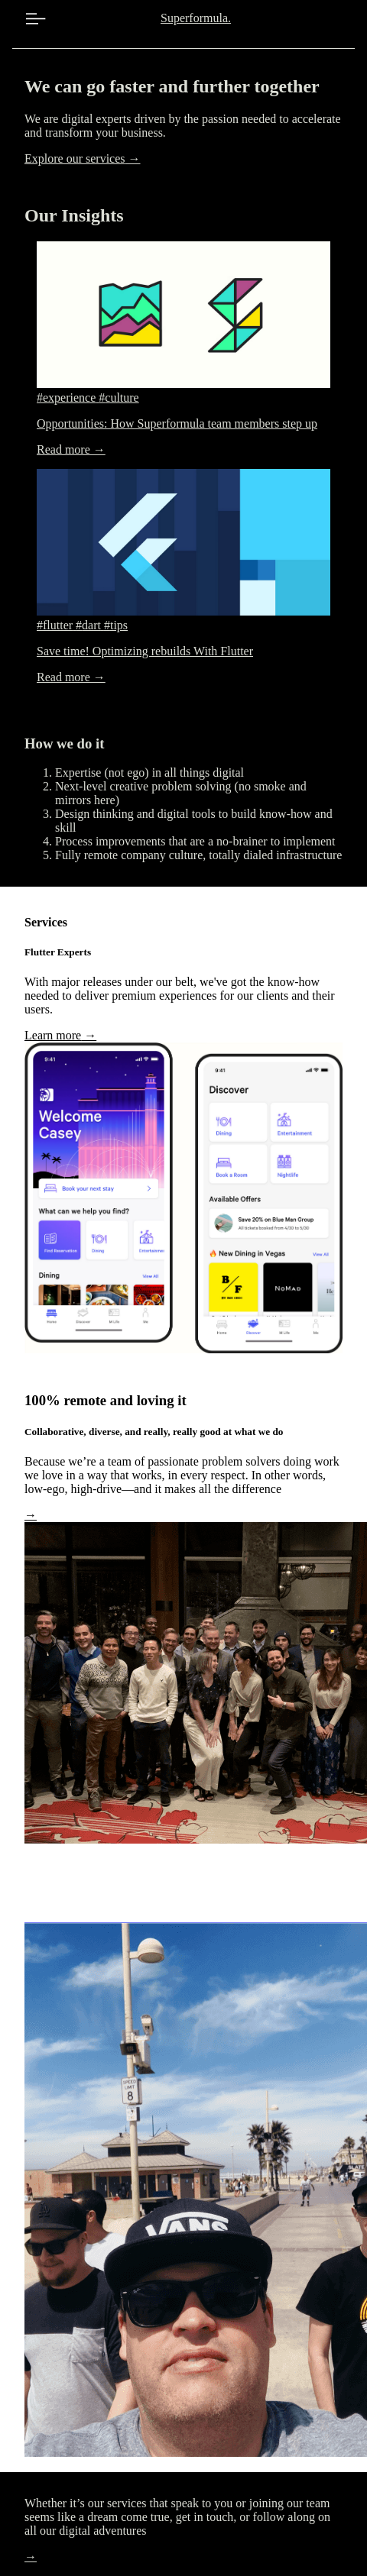 Superformula.
We can go faster and further together
We are digital experts driven by the passion needed to accelerate
and transform your business.
Explore our services →
Our Insights
#experience #culture
Opportunities: How Superformula team members step up
Read more →
#flutter #dart #tips
Save time! Optimizing rebuilds With Flutter
Read more →
How we do it
1. Expertise (not ego) in all things digital
2. Next-level creative problem solving (no smoke and
mirrors here)
3. Design thinking and digital tools to build know-how and
skill
4. Process improvements that are a no-brainer to implement
5. Fully remote company culture, totally dialed infrastructure
Services
Flutter Experts
With major releases under our belt, we've got the know-how
needed to deliver premium experiences for our clients and their
users.
Learn more →
9:41
Welcome
Casey
Book your next stay
What can we help you find?
Find Reservation
Dining
Entertainmen
Dining
View All
Home
Discover
M Life
Me
9:41
Discover
Dining
Entertainment
Book a Room
Nightlife
Available Offers
Save 20% on Blue Man Group
All tickets booked from 4/20 to 6/30
New Dining in Vegas
View All
B/F
NoMad
Home
Discover
M Life
Me
100% remote and loving it
Collaborative, diverse, and really, really good at what we do
Because we’re a team of passionate problem solvers doing work
we love in a way that works, in every respect. In other words,
low-ego, high-drive—and it makes all the difference
→
SPEED
LIMIT
8
VANS
Whether it’s our services that speak to you or joining our team
seems like a dream come true, get in touch, or follow along on
all our digital adventures
→